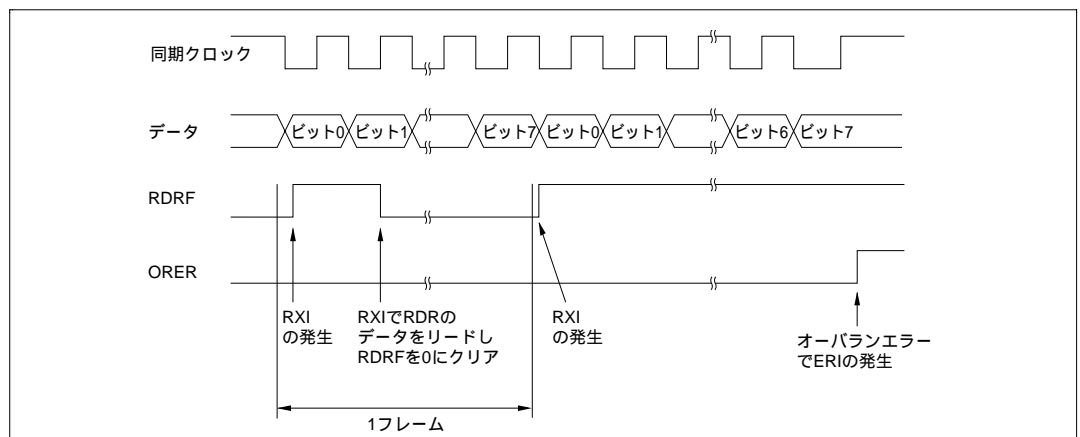 同期クロック
データ
ビット0 ビット1 ビット7 ビット0 ビット1 ビット6 ビット7
RDRF
ORER
RXI
の発生
RXIでRDRの
データをリードし
RDRFを0にクリア
RXI
の発生
オーバランエラー
でERIの発生
1フレーム